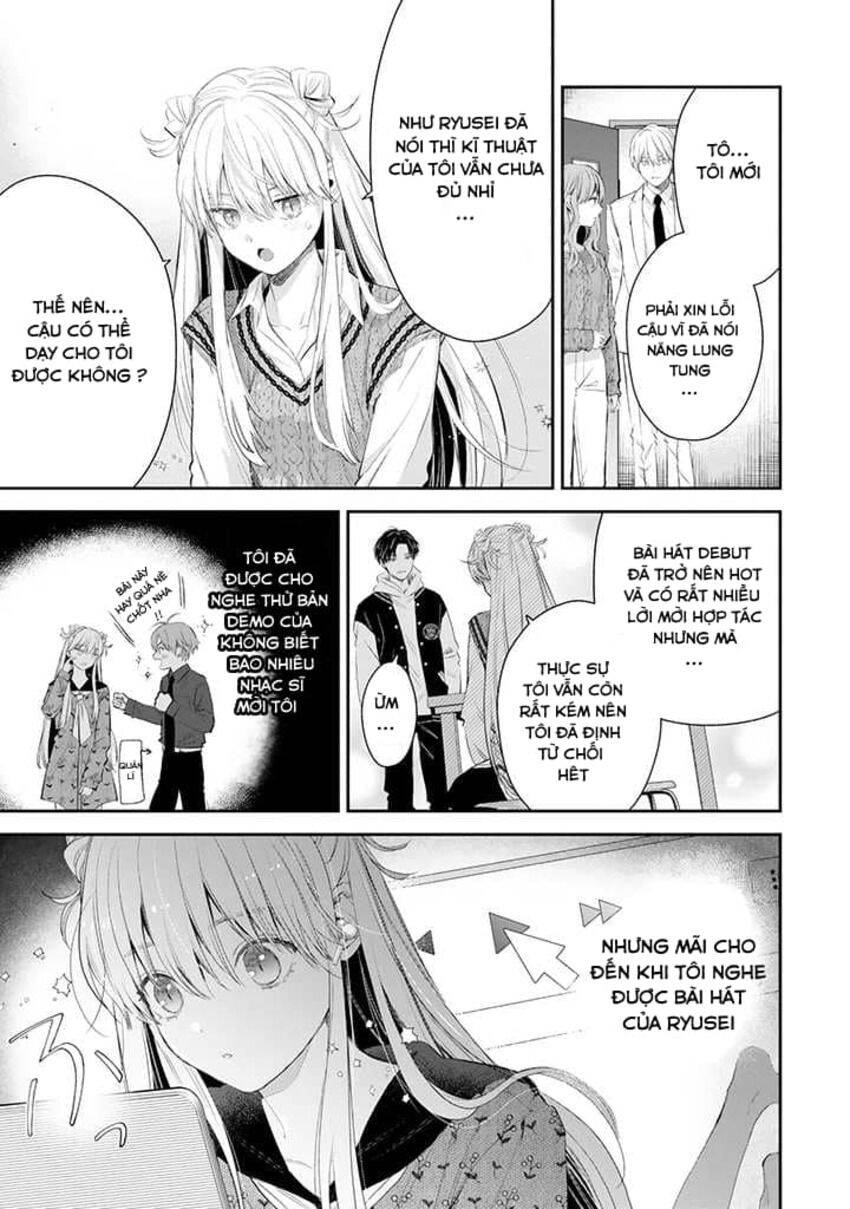 TÔ...
TÔI MỚI
PHẢI XIN LỖI
CẬU VÌ ĐÃ NÓI
NĂNG LUNG
TUNG
...
NHƯ RYUSEI ĐÃ
NÓI THÌ KĨ THUẬT
CỦA TÔI VẪN CHƯA
ĐỦ NHỈ
...
THẾ NÊN...
CẬU CÓ THỂ
DẠY CHO TÔI
ĐƯỢC KHÔNG ?
BÀI HÁT DEBUT
ĐÃ TRỞ NÊN HOT
VÀ CÓ RẤT NHIỀU
LỜI MỜI HỢP TÁC
NHƯNG MÀ
...
THỰC SỰ
TÔI VẪN CÒN
RẤT KÉM NÊN
TÔI ĐÃ ĐỊNH
TỪ CHỐI
HẾT
ỪM
...
TÔI ĐÃ
ĐƯỢC CHO
NGHE THỬ BẢN
DEMO CỦA
KHÔNG BIẾT
BAO NHIÊU
NHẠC SĨ
MỜI TÔI
BÀI NÀY
HAY QUÁ NÈ
CHỐT NHA
!!
QUẢN
LÍ
NHƯNG MÃI CHO
ĐẾN KHI TÔI NGHE
ĐƯỢC BÀI HÁT
CỦA RYUSEI